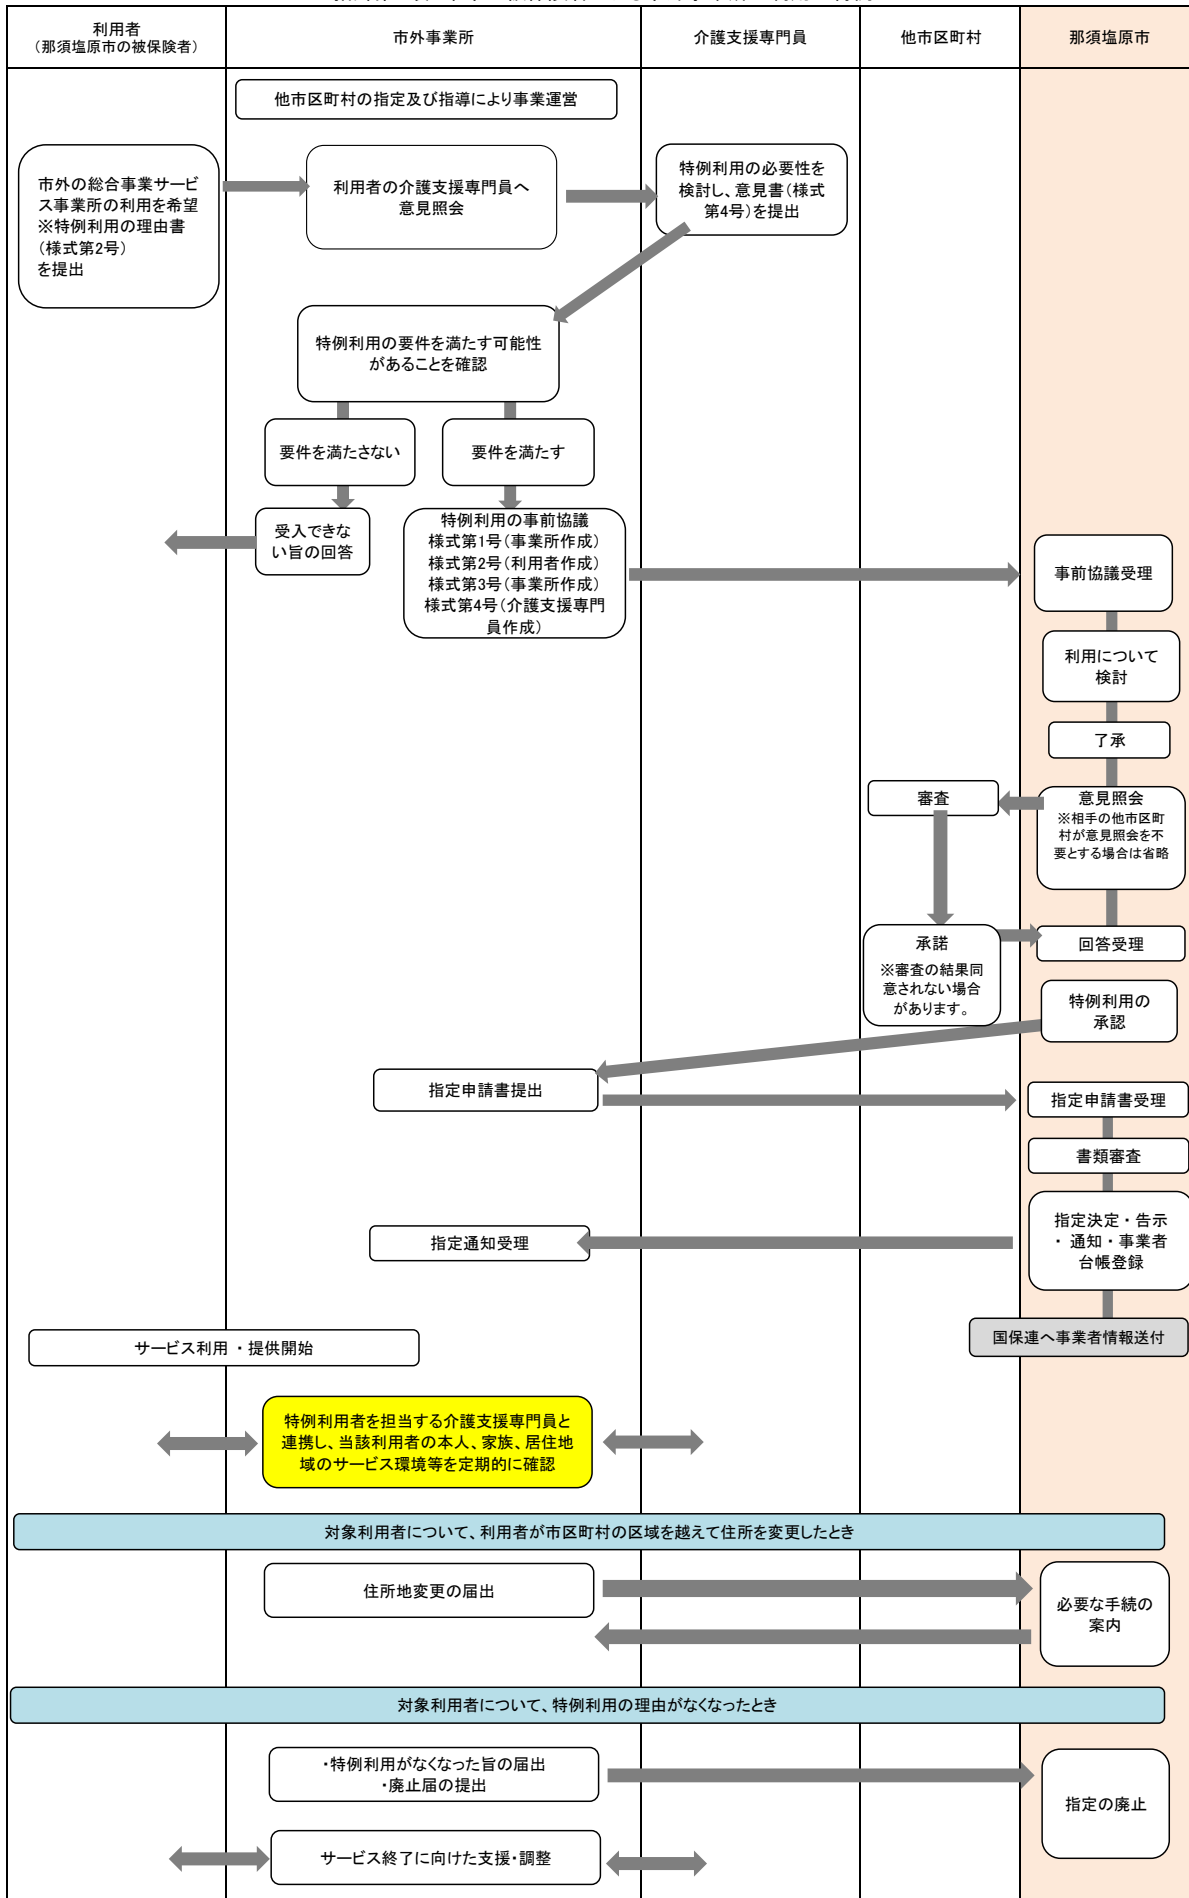 利用者
（那須塩原市の被保険者）
市外事業所
介護支援専門員
他市区町村
那須塩原市
他市区町村の指定及び指導により事業運営
市外の総合事業サービ
ス事業所の利用を希望
※特例利用の理由書
（様式第2号）
を提出
利用者の介護支援専門員へ
意見照会
特例利用の必要性を
検討し、意見書（様式
第4号）を提出
特例利用の要件を満たす可能性
があることを確認
要件を満たさない
要件を満たす
受入できな
い旨の回答
特例利用の事前協議
様式第1号（事業所作成）
様式第2号（利用者作成）
様式第3号（事業所作成）
様式第4号（介護支援専門
員作成）
事前協議受理
利用について
検討
了承
審査
意見照会
※相手の他市区町
村が意見照会を不
要とする場合は省略
承諾
※審査の結果同
意されない場合
があります。
回答受理
特例利用の
承認
指定申請書提出
指定申請書受理
書類審査
指定通知受理
指定決定・告示
・通知・事業者
台帳登録
サービス利用 ・ 提供開始
国保連へ事業者情報送付
特例利用者を担当する介護支援専門員と
連携し、当該利用者の本人、家族、居住地
域のサービス環境等を定期的に確認
対象利用者について、利用者が市区町村の区域を越えて住所を変更したとき
住所地変更の届出
必要な手続の
案内
対象利用者について、特例利用の理由がなくなったとき
・特例利用がなくなった旨の届出
・廃止届の提出
指定の廃止
サービス終了に向けた支援・調整